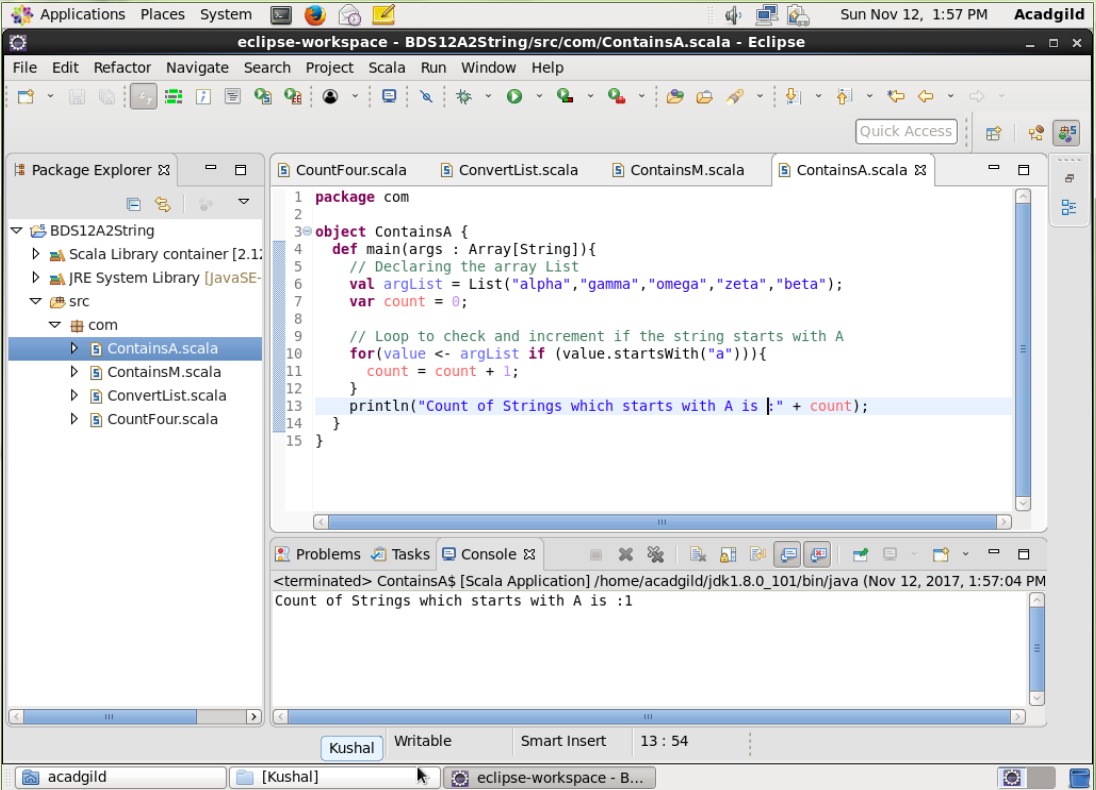 Applications Places System Sun Nov 12, 1:57 PM Acadgild
eclipse-workspace - BDS12A2String/src/com/ContainsA.scala - Eclipse
File Edit Refactor Navigate Search Project Scala Run Window Help
Quick Access
Package Explorer
BDS12A2String
Scala Library container [2.12
JRE System Library [JavaSE-
src
com
ContainsA.scala
ContainsM.scala
ConvertList.scala
CountFour.scala
CountFour.scala ConvertList.scala ContainsM.scala ContainsA.scala
1 package com
2
3 object ContainsA {
4 def main(args : Array[String]){
5 // Declaring the array List
6 val argList = List("alpha","gamma","omega","zeta","beta");
7 var count = 0;
8
9 // Loop to check and increment if the string starts with A
10 for(value <- argList if (value.startsWith("a"))){
11 count = count + 1;
12 }
13 println("Count of Strings which starts with A is :" + count);
14 }
15 }
Problems Tasks Console
<terminated> ContainsA$ [Scala Application] /home/acadgild/jdk1.8.0_101/bin/java (Nov 12, 2017, 1:57:04 PM
Count of Strings which starts with A is :1
Kushal Writable Smart Insert 13 : 54
acadgild [Kushal] eclipse-workspace - B...